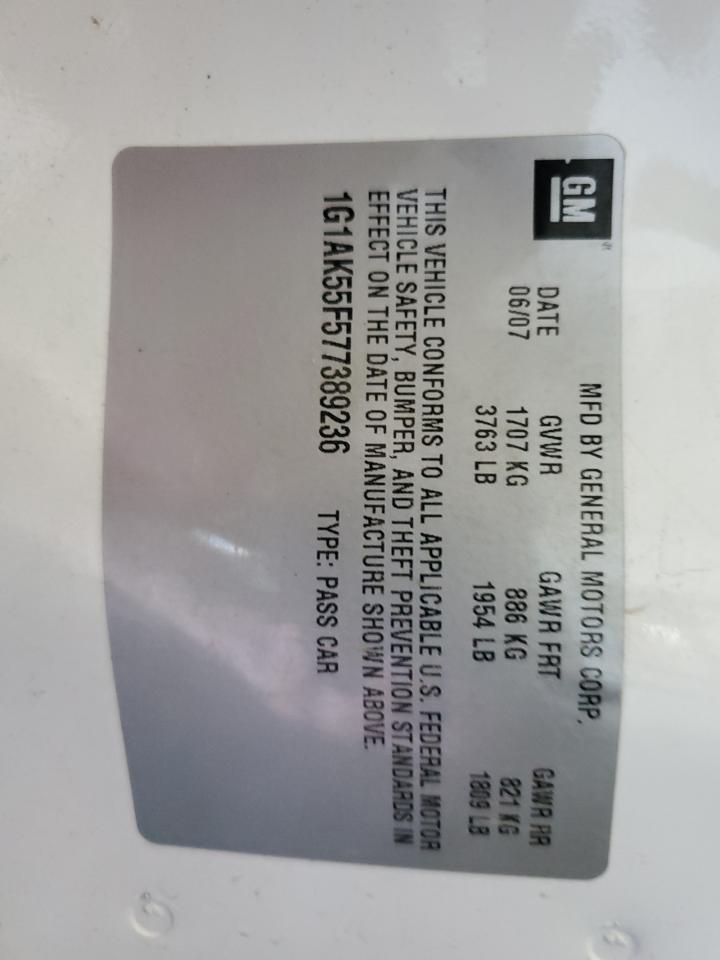 GM
MFD BY GENERAL MOTORS CORP.
DATE GVWR GAWR FRT GAWR RR
06/07 1707 KG 886 KG 821 KG
3763 LB 1954 LB 1809 LB
THIS VEHICLE CONFORMS TO ALL APPLICABLE U.S. FEDERAL MOTOR
VEHICLE SAFETY, BUMPER, AND THEFT PREVENTION STANDARDS IN
EFFECT ON THE DATE OF MANUFACTURE SHOWN ABOVE.
1G1AK55F577389236 TYPE: PASS CAR